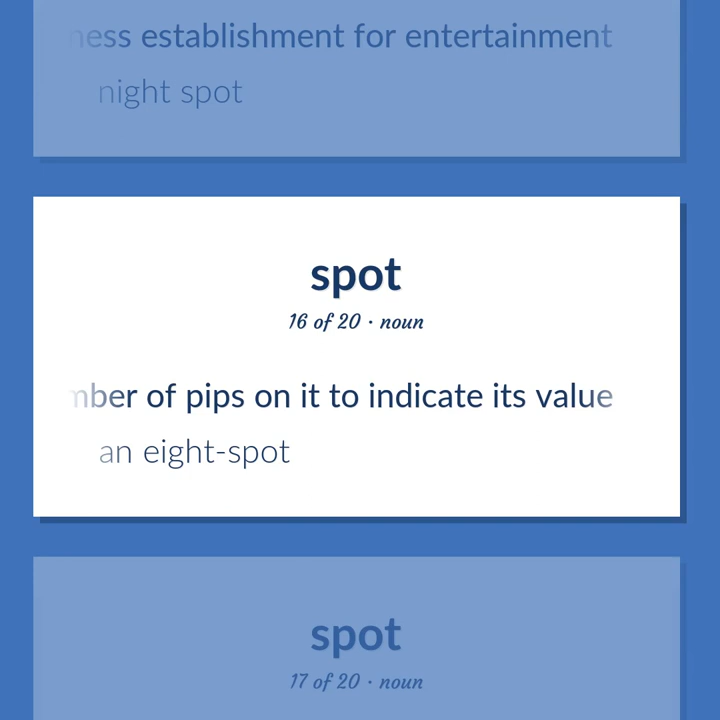 ness establishment for entertainment
night spot
spot
16 of 20 · noun
mber of pips on it to indicate its value
an eight-spot
spot
17 of 20 · noun